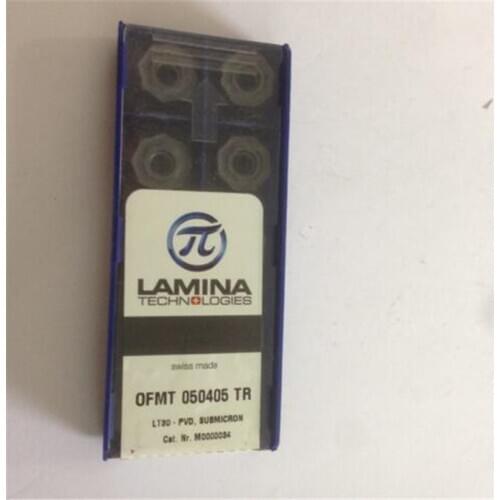 π
LAMINA
TECHNOLOGIES
swiss made
OFMT 050405 TR
LT30 - PVD, SUBMICRON
Cat. Nr. M0000084